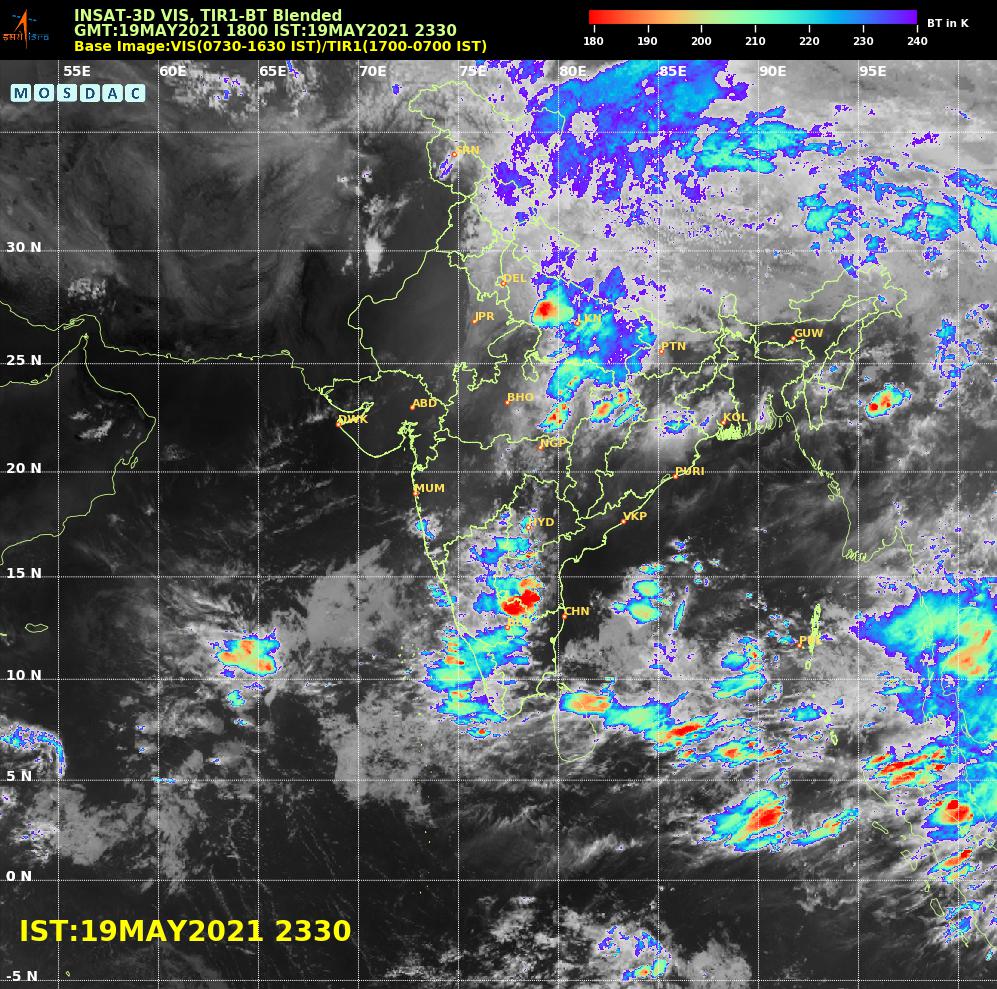 INSAT-3D VIS, TIR1-BT Blended
GMT:19MAY2021 1800 IST:19MAY2021 2330
Base Image:VIS(0730-1630 IST)/TIR1(1700-0700 IST)
BT in K
180 190 200 210 220 230 240
55E 60E 65E 70E 75E 80E 85E 90E 95E
MOSDAC
SRN
30 N
DEL
JPR
LKN
GUW
PTN
25 N
BHO
ABD
DWK
KOL
NGP
20 N
PURI
MUM
VKP
HYD
15 N
CHN
10 N
5 N
0 N
IST:19MAY2021 2330
-5 N